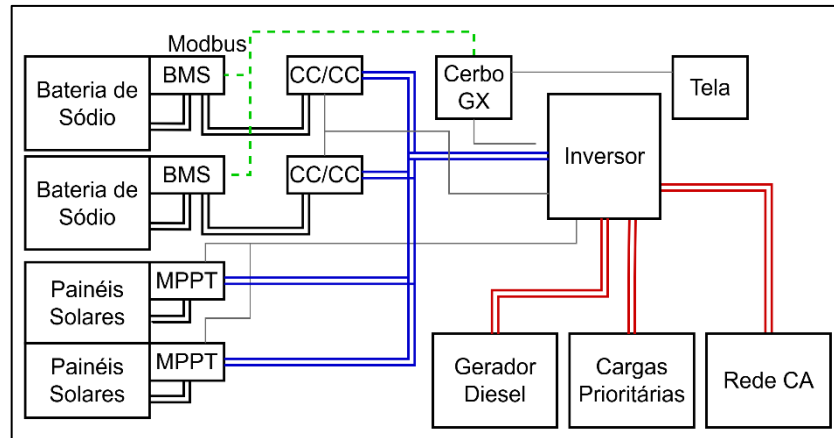 Modbus
Bateria de
Sódio
BMS
CC/CC
Cerbo
GX
Tela
Inversor
Bateria de
Sódio
BMS
CC/CC
Painéis
Solares
MPPT
Painéis
Solares
MPPT
Gerador
Diesel
Cargas
Prioritárias
Rede CA